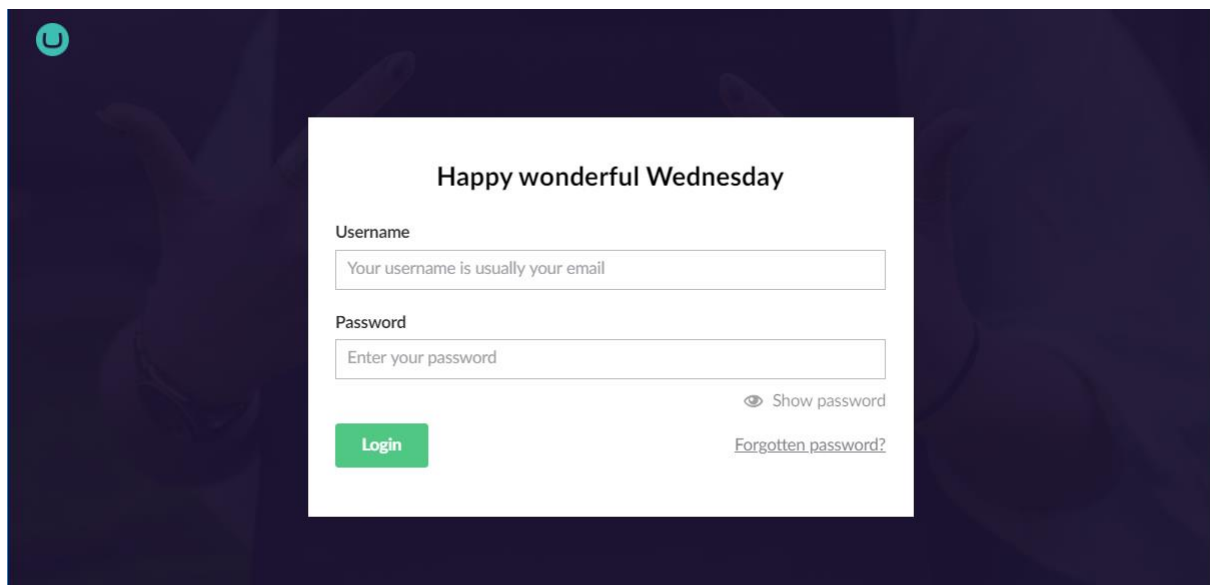 Happy wonderful Wednesday
Username
Your username is usually your email
Password
Enter your password
Show password
Login
Forgotten password?